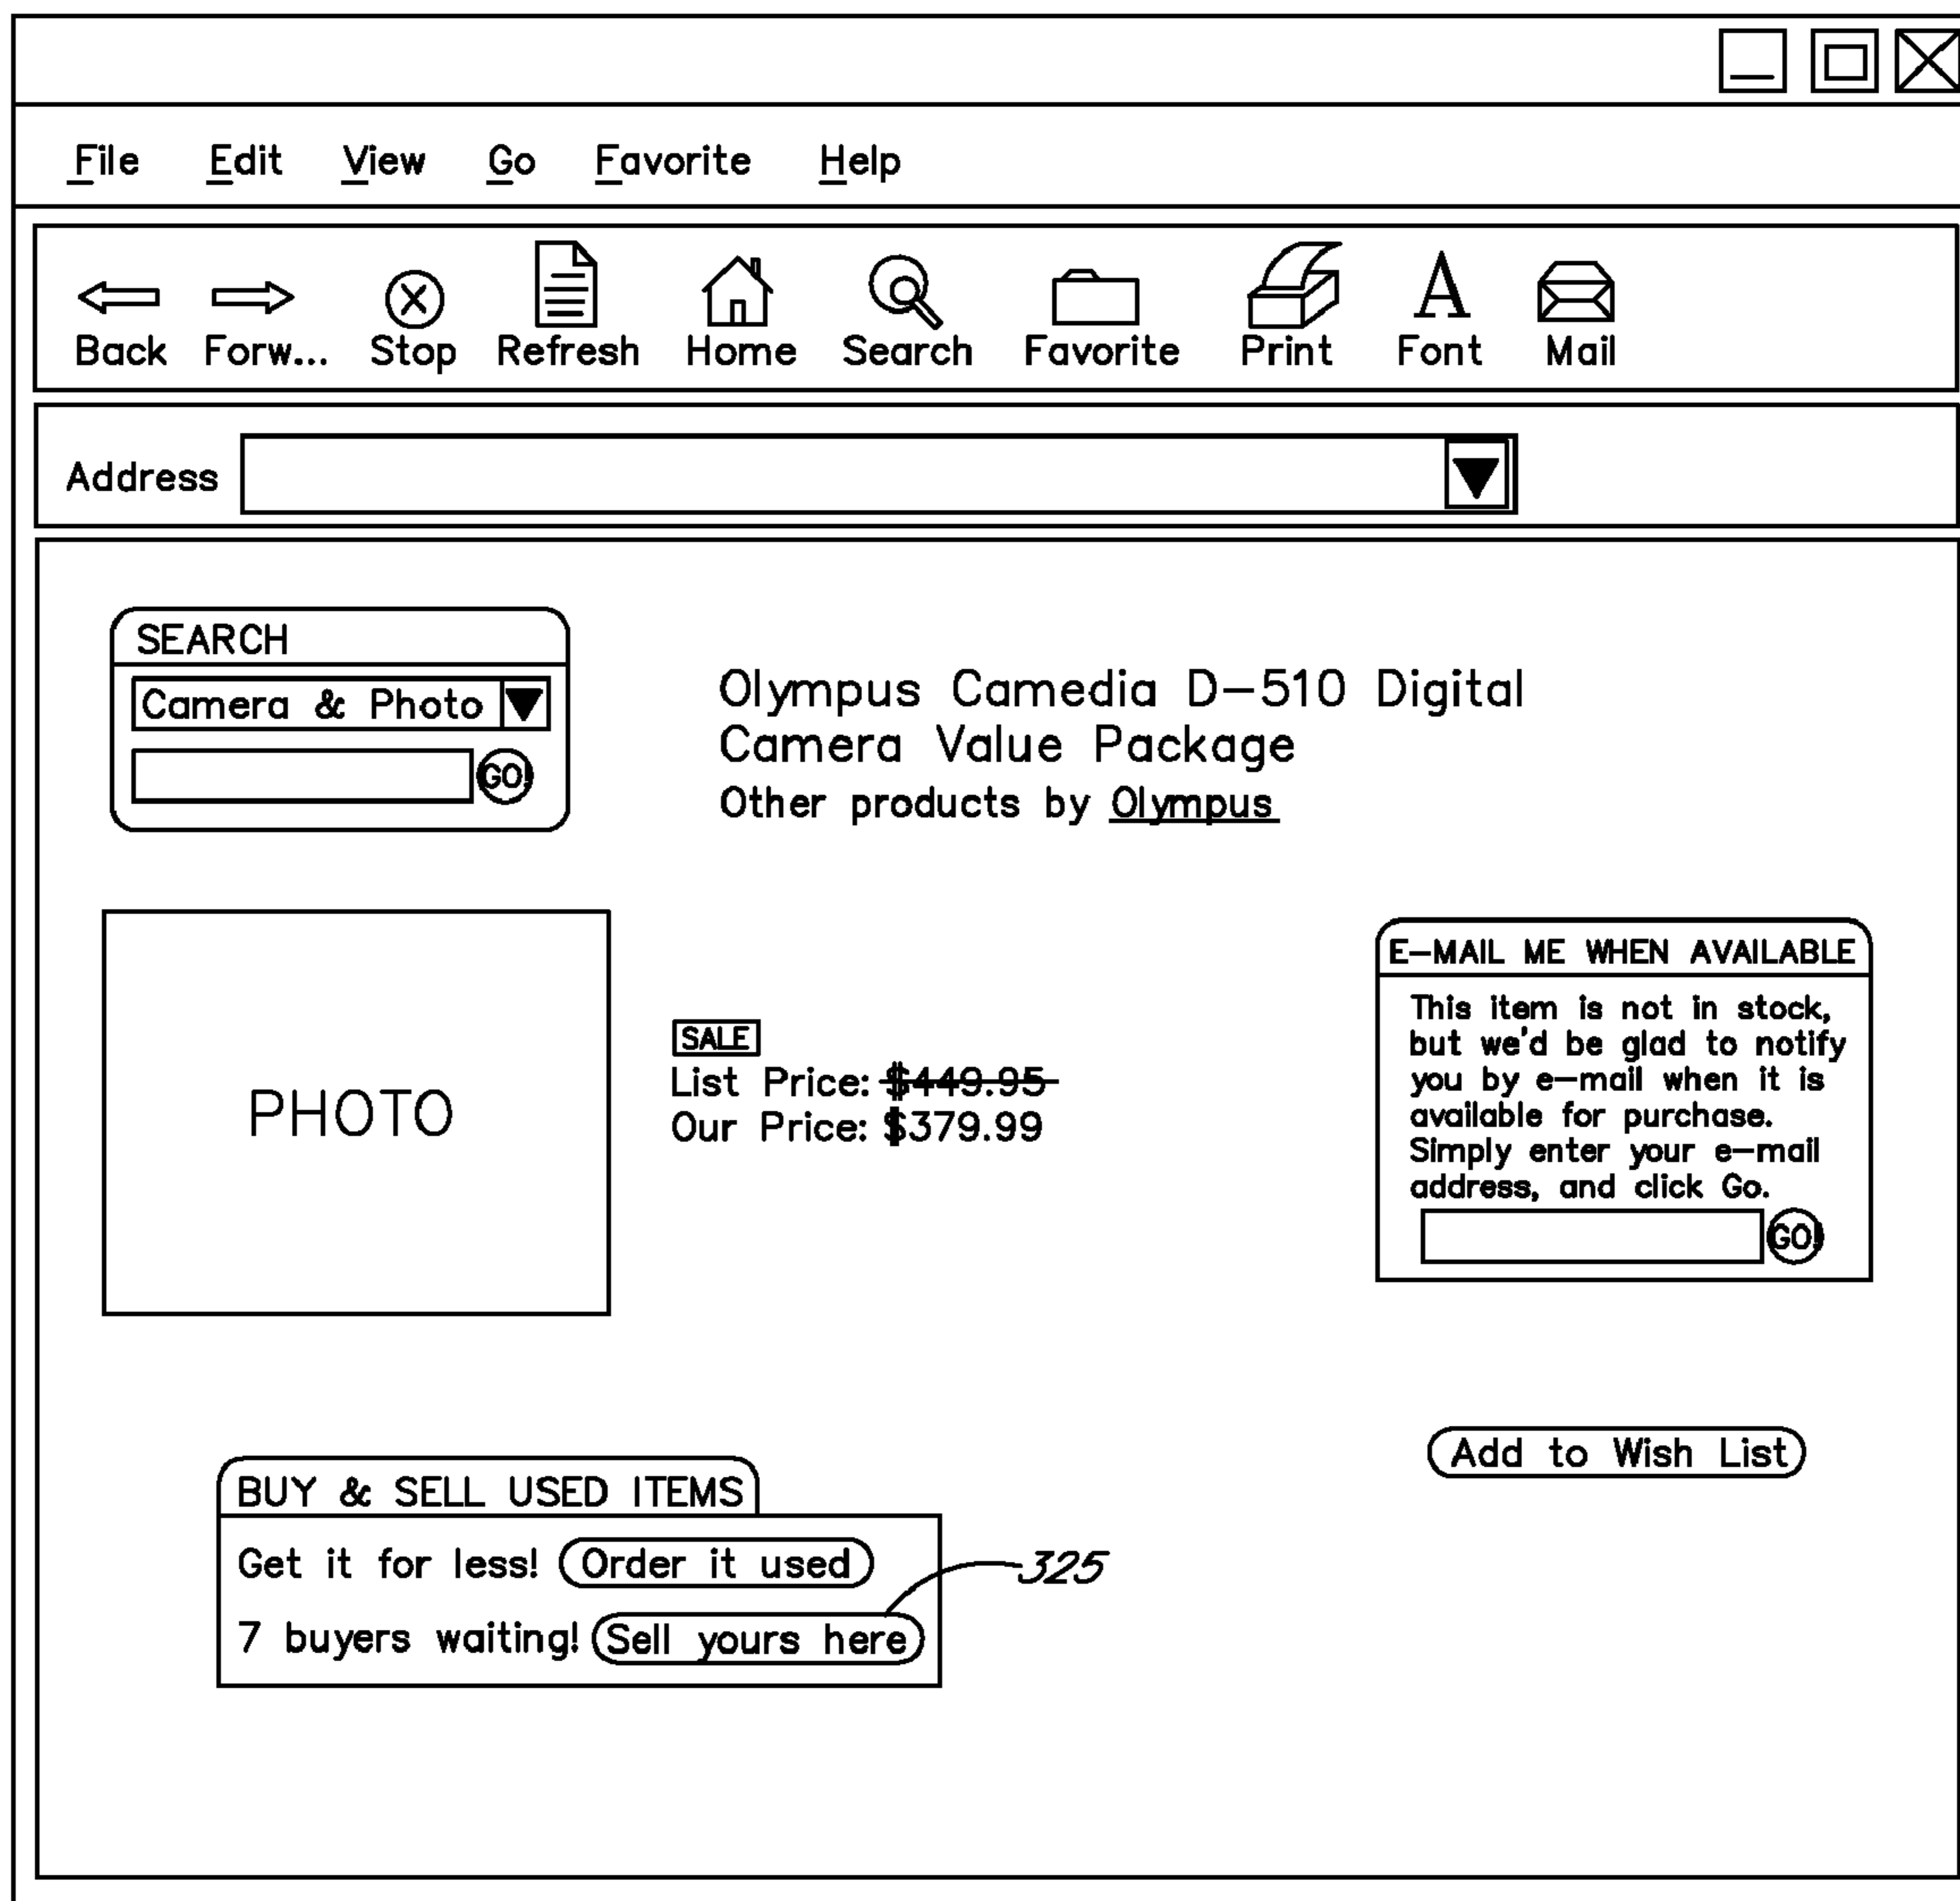 File Edit View Go Favorite Help
Back Forw... Stop Refresh Home Search Favorite Print Font Mail
Address
SEARCH
Camera & Photo
GO!
Olympus Camedia D-510 Digital
Camera Value Package
Other products by Olympus
PHOTO
SALE
List Price: $449.95
Our Price: $379.99
E-MAIL ME WHEN AVAILABLE
This item is not in stock,
but we'd be glad to notify
you by e-mail when it is
available for purchase.
Simply enter your e-mail
address, and click Go.
GO!
Add to Wish List
BUY & SELL USED ITEMS
Get it for less! Order it used
7 buyers waiting! Sell yours here
325